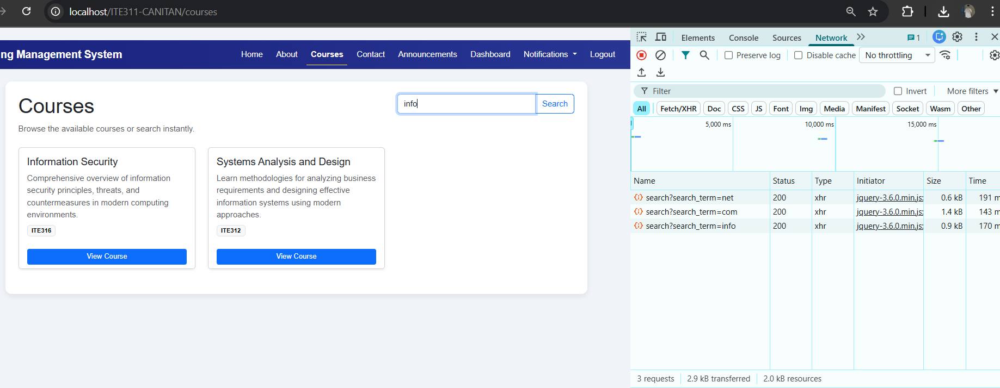 localhost/ITE311-CANITAN/courses
ng Management System
Home
About
Courses
Contact
Announcements
Dashboard
Notifications
Logout
Courses
info
Search
Browse the available courses or search instantly.
Information Security
Comprehensive overview of information
security principles, threats, and
countermeasures in modern computing
environments.
ITE316
View Course
Systems Analysis and Design
Learn methodologies for analyzing business
requirements and designing effective
information systems using modern
approaches.
ITE312
View Course
Elements
Console
Sources
Network
1
Preserve log
Disable cache
No throttling
Filter
Invert
More filters
All
Fetch/XHR
Doc
CSS
JS
Font
Img
Media
Manifest
Socket
Wasm
Other
5,000 ms
10,000 ms
15,000 ms
Name Status Type Initiator Size Time
search?search_term=net 200 xhr jquery-3.6.0.min.js: 0.6 kB 191 m
search?search_term=com 200 xhr jquery-3.6.0.min.js: 1.4 kB 143 m
search?search_term=info 200 xhr jquery-3.6.0.min.js: 0.9 kB 170 m
3 requests
2.9 kB transferred
2.0 kB resources